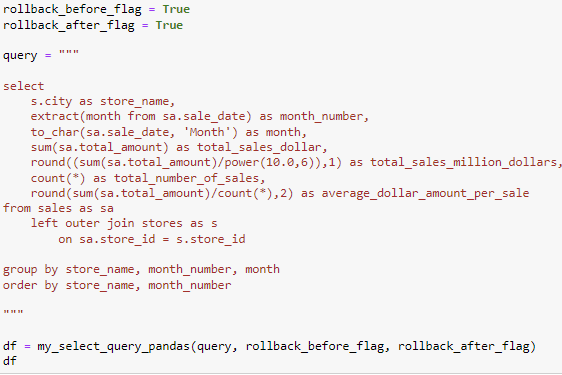 rollback_before_flag = True
rollback_after_flag = True

query = """

select
    s.city as store_name,
    extract(month from sa.sale_date) as month_number,
    to_char(sa.sale_date, 'Month') as month,
    sum(sa.total_amount) as total_sales_dollar,
    round((sum(sa.total_amount)/power(10.0,6)),1) as total_sales_million_dollars,
    count(*) as total_number_of_sales,
    round(sum(sa.total_amount)/count(*),2) as average_dollar_amount_per_sale
from sales as sa
    left outer join stores as s
        on sa.store_id = s.store_id

group by store_name, month_number, month
order by store_name, month_number

"""

df = my_select_query_pandas(query, rollback_before_flag, rollback_after_flag)
df